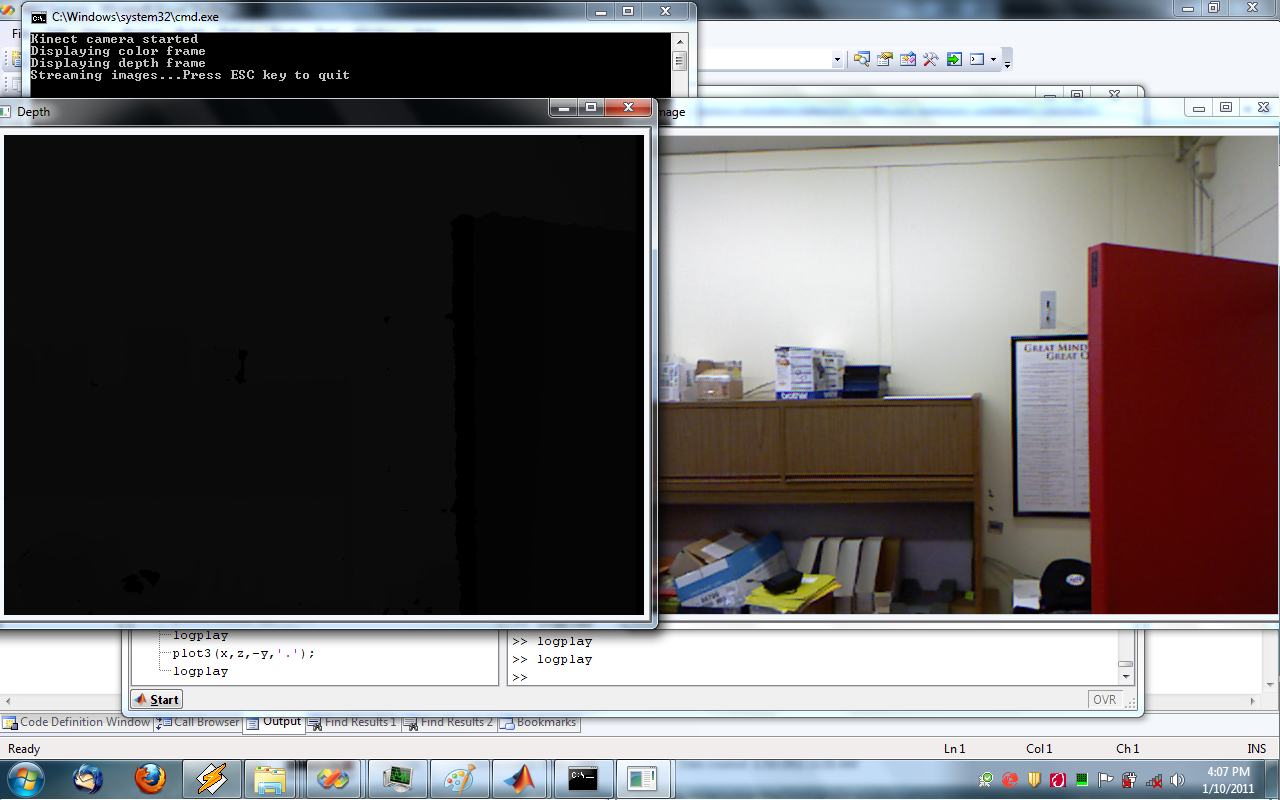 C:\Windows\system32\cmd.exe
Kinect camera started
Displaying color frame
Displaying depth frame
Streaming images...Press ESC key to quit
Depth
mage
GREAT MIND
GREAT Q
brother
logplay
plot3(x,z,-y,'.');
logplay
>> logplay
>> logplay
>>
Start
OVR
Code Definition Window
Call Browser
Output
Find Results 1
Find Results 2
Bookmarks
Ready
Ln 1
Col 1
Ch 1
INS
4:07 PM
1/10/2011